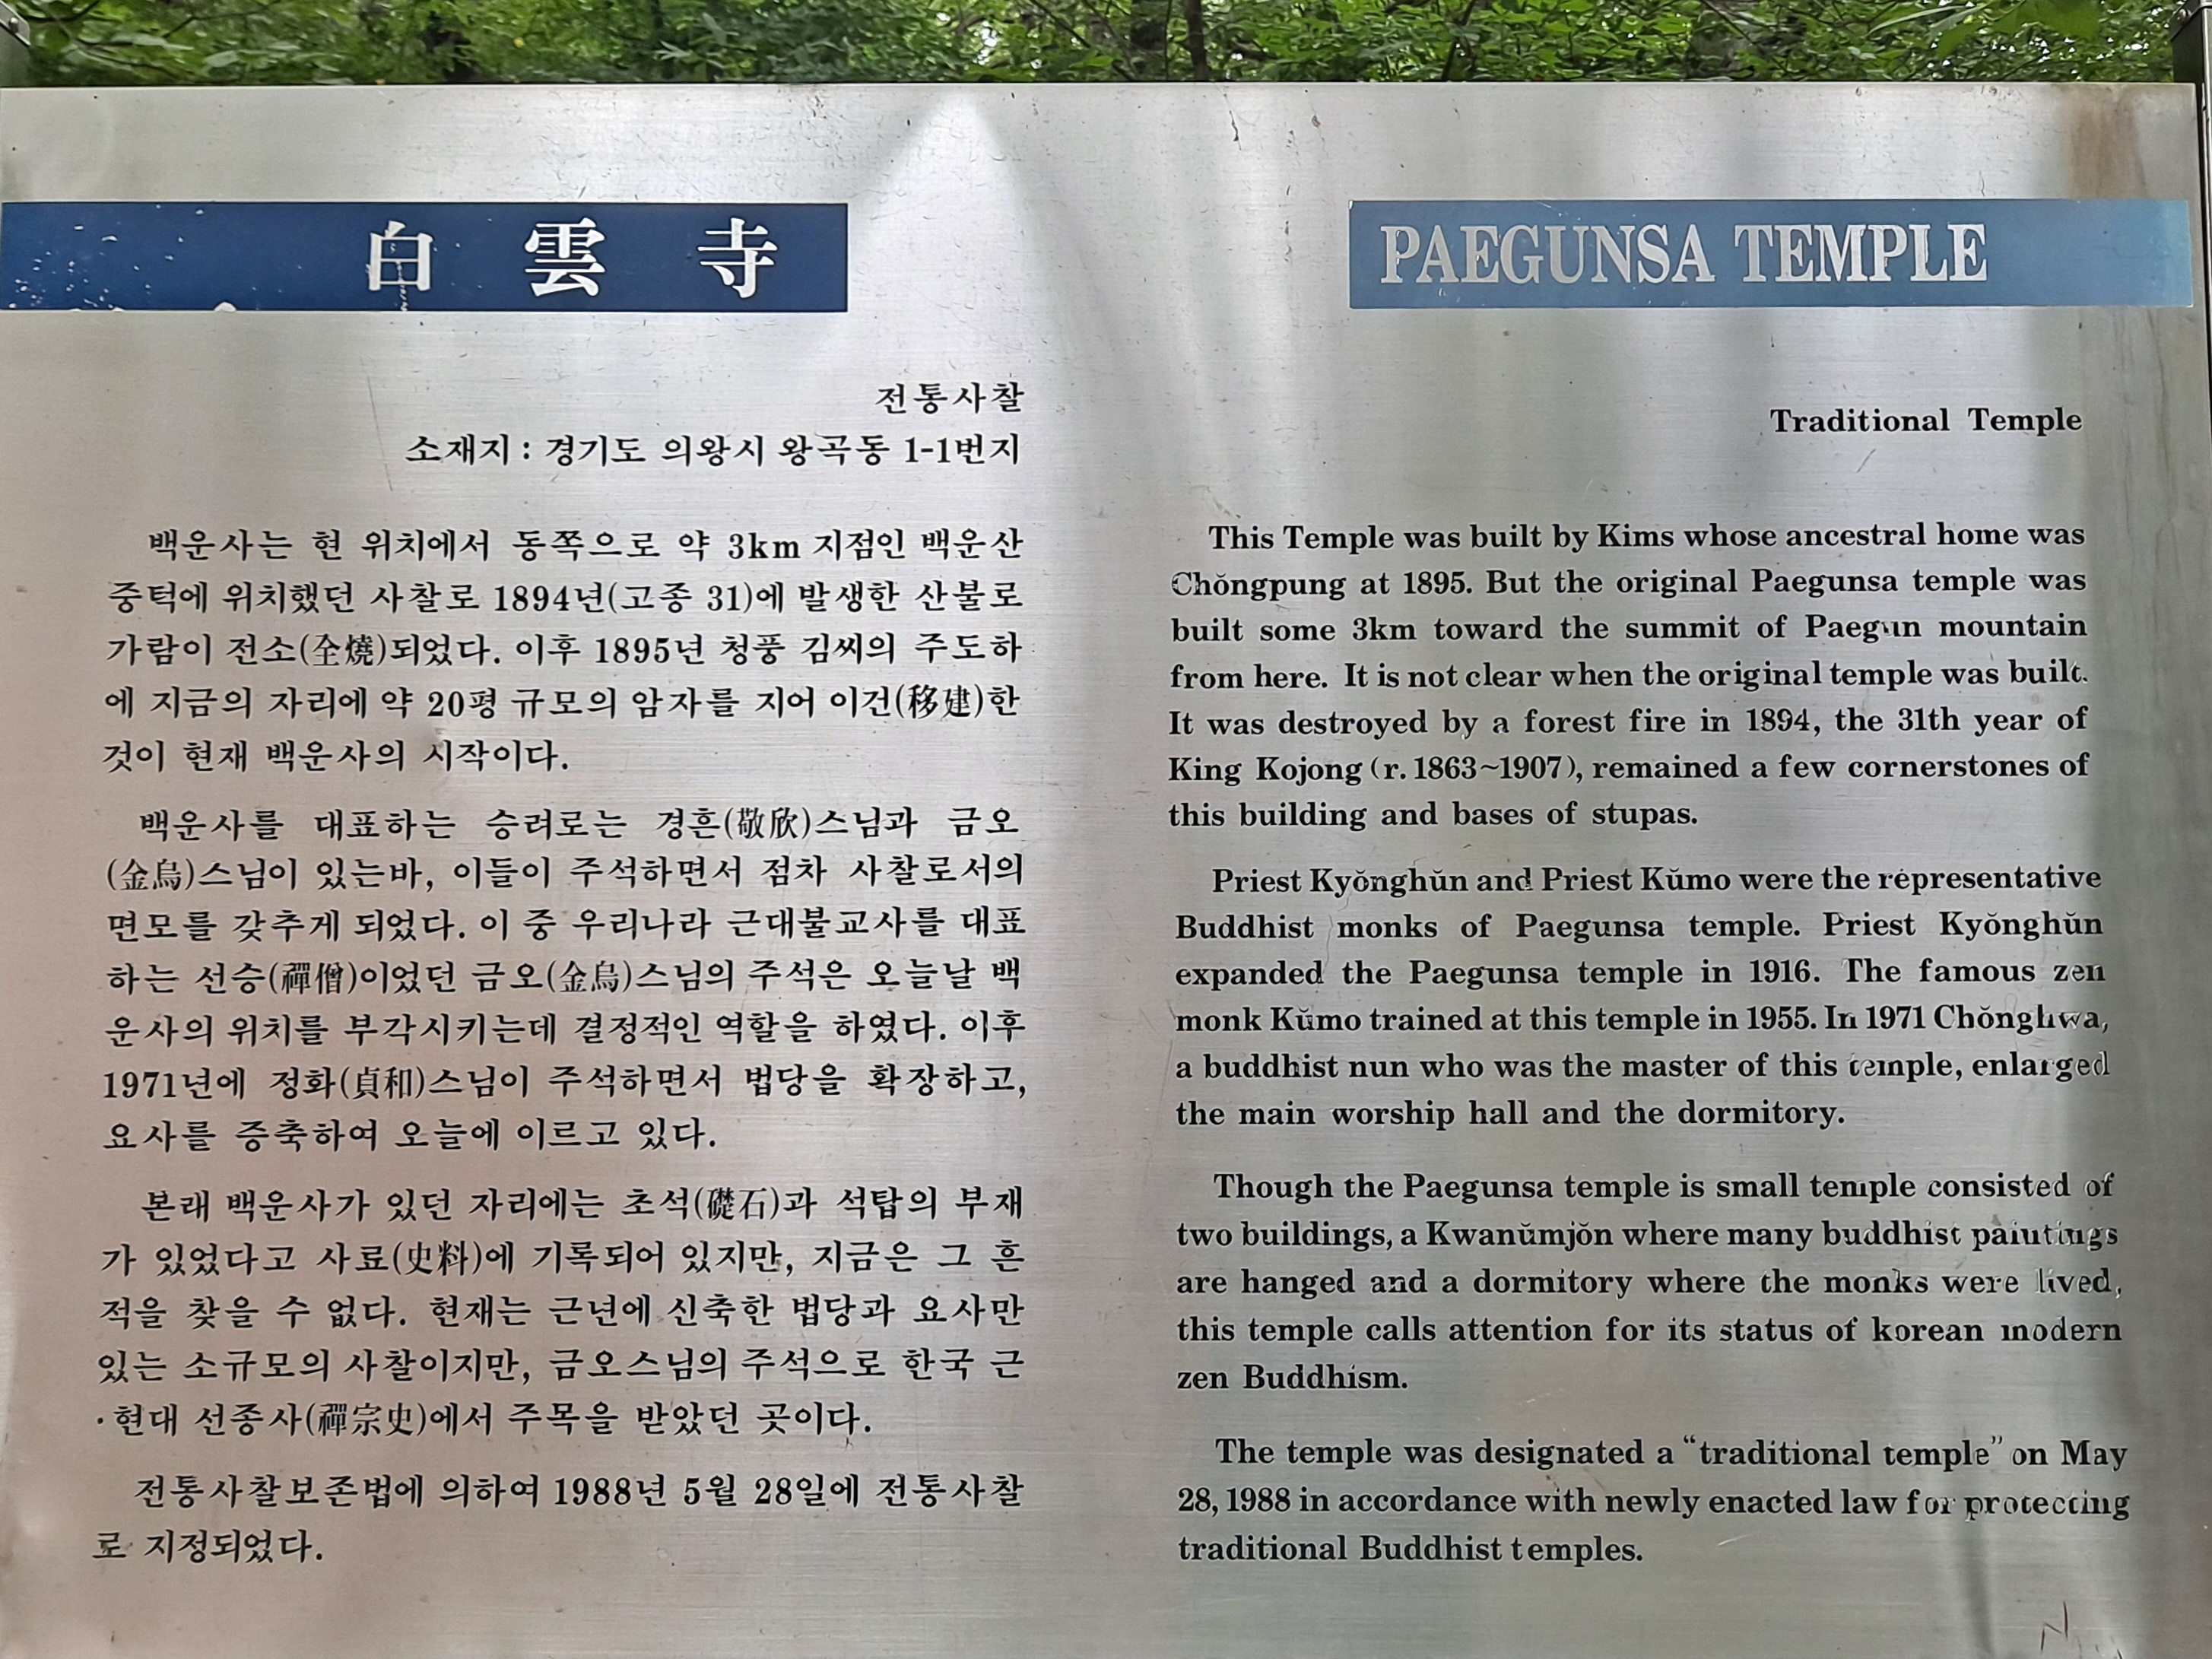 白雲寺
전통사찰
소재지 : 경기도 의왕시 왕곡동 1-1번지
백운사는 현 위치에서 동쪽으로 약 3km 지점인 백운산
중턱에 위치했던 사찰로 1894년(고종 31)에 발생한 산불로
가람이 전소(全燒)되었다. 이후 1895년 청풍 김씨의 주도하
에 지금의 자리에 약 20평 규모의 암자를 지어 이건(移建)한
것이 현재 백운사의 시작이다.
백운사를 대표하는 승려로는 경흔(敬欣)스님과 금오
(金烏)스님이 있는바, 이들이 주석하면서 점차 사찰로서의
면모를 갖추게 되었다. 이 중 우리나라 근대불교사를 대표
하는 선승(禪僧)이었던 금오(金烏)스님의 주석은 오늘날 백
운사의 위치를 부각시키는데 결정적인 역할을 하였다. 이후
1971년에 정화(貞和)스님이 주석하면서 법당을 확장하고,
요사를 증축하여 오늘에 이르고 있다.
본래 백운사가 있던 자리에는 초석(礎石)과 석탑의 부재
가 있었다고 사료(史料)에 기록되어 있지만, 지금은 그 흔
적을 찾을 수 없다. 현재는 근년에 신축한 법당과 요사만
있는 소규모의 사찰이지만, 금오스님의 주석으로 한국 근
·현대 선종사(禪宗史)에서 주목을 받았던 곳이다.
전통사찰보존법에 의하여 1988년 5월 28일에 전통사찰
로 지정되었다.
PAEGUNSA TEMPLE
Traditional Temple
This Temple was built by Kims whose ancestral home was
Chŏngpung at 1895. But the original Paegunsa temple was
built some 3km toward the summit of Paegun mountain
from here. It is not clear when the original temple was built.
It was destroyed by a forest fire in 1894, the 31th year of
King Kojong (r. 1863~1907), remained a few cornerstones of
this building and bases of stupas.
Priest Kyŏnghŭn and Priest Kŭmo were the representative
Buddhist monks of Paegunsa temple. Priest Kyŏnghŭn
expanded the Paegunsa temple in 1916. The famous zen
monk Kŭmo trained at this temple in 1955. In 1971 Chŏnghwa,
a buddhist nun who was the master of this temple, enlarged
the main worship hall and the dormitory.
Though the Paegunsa temple is small temple consisted of
two buildings, a Kwanŭmjŏn where many buddhist paintings
are hanged and a dormitory where the monks were lived,
this temple calls attention for its status of korean modern
zen Buddhism.
The temple was designated a "traditional temple" on May
28, 1988 in accordance with newly enacted law for protecting
traditional Buddhist temples.